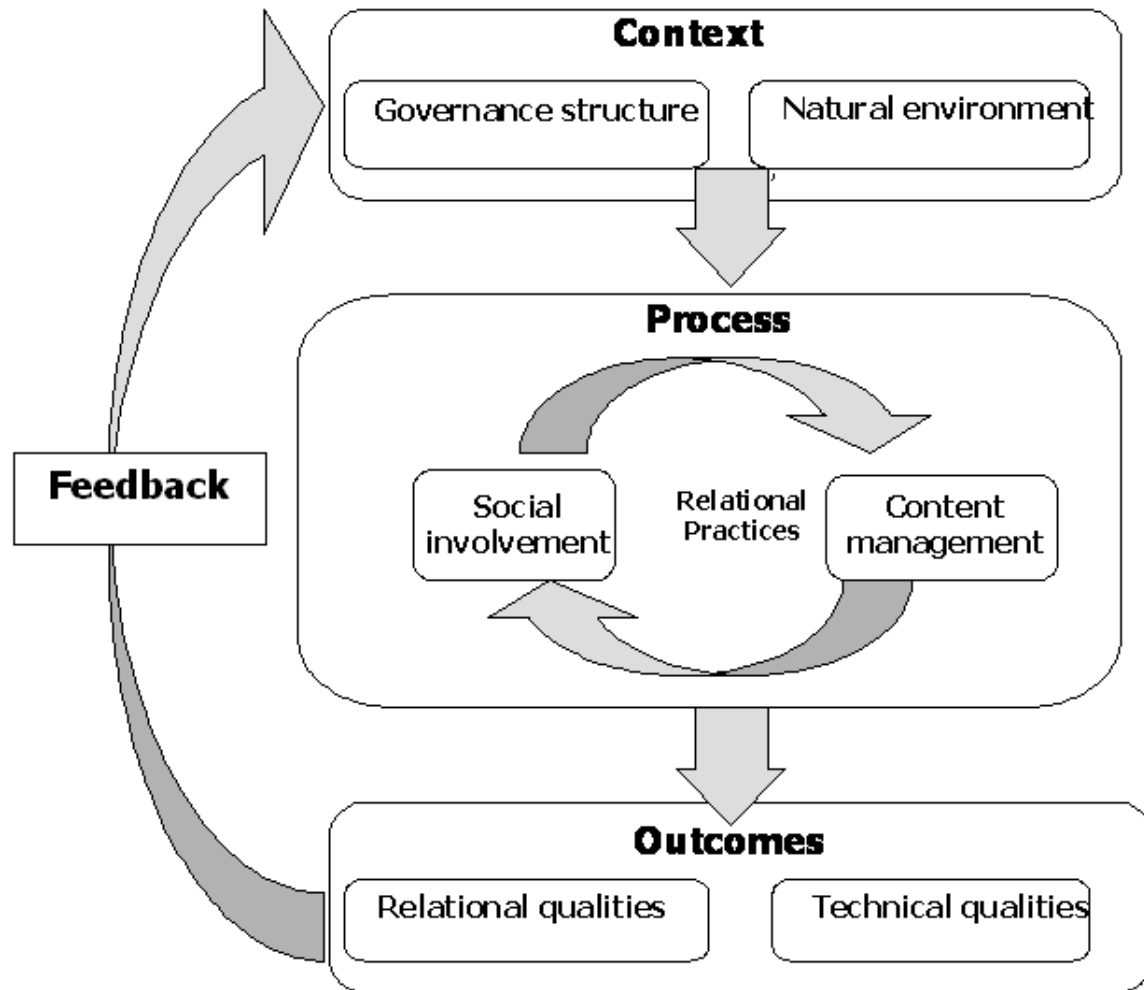 Context
Governance structure
Natural environment
Process
Feedback
Social
involvement
Relational
Practices
Content
management
Outcomes
Relational qualities
Technical qualities